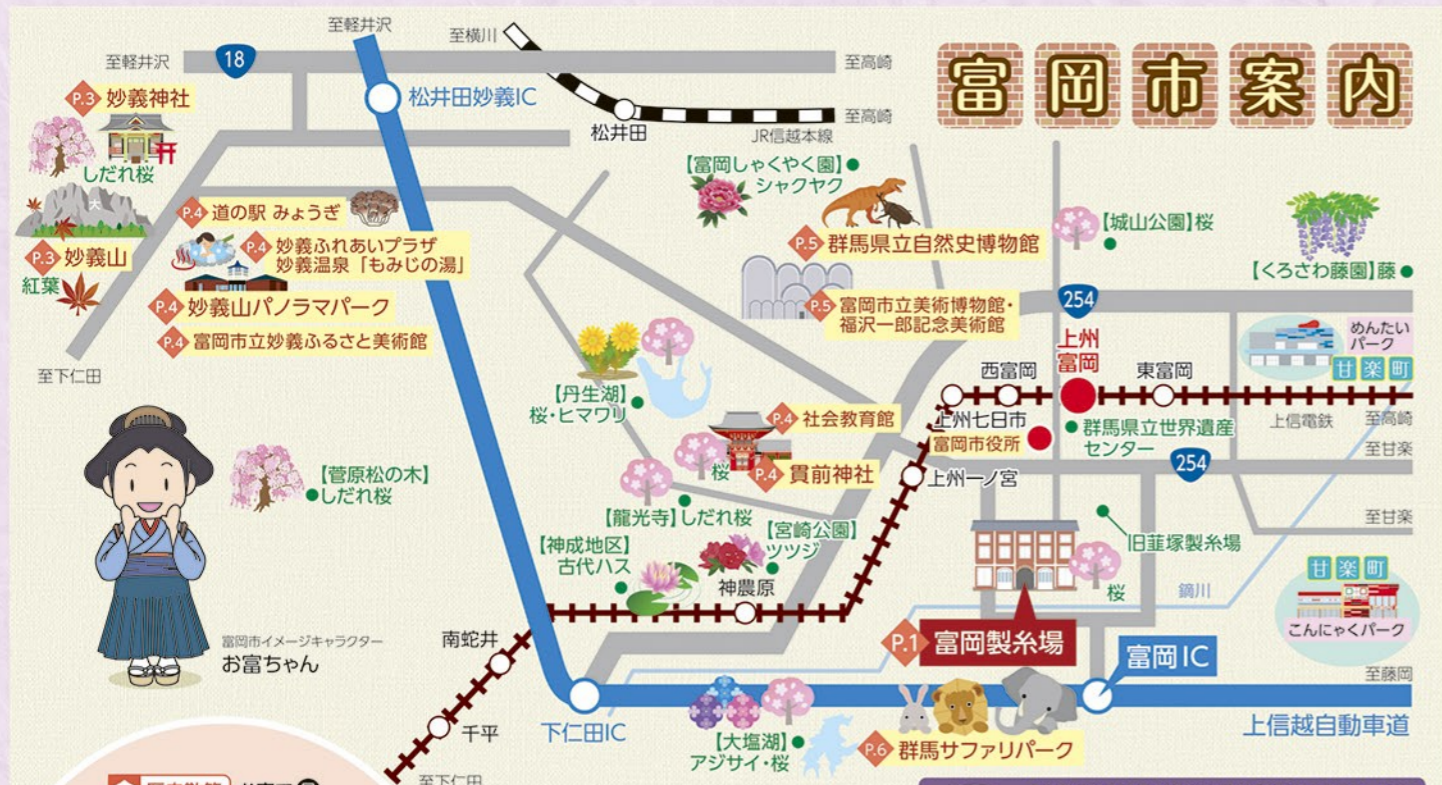 富岡市案内
至軽井沢
至横川
至軽井沢
18
至高崎
P.3 妙義神社
松井田妙義IC
しだれ桜
松井田
至高崎
JR信越本線
【富岡しゃくやく園】
シャクヤク
大
P.4 道の駅 みょうぎ
P.4 妙義ふれあいプラザ
妙義温泉「もみじの湯」
P.3 妙義山
紅葉
P.4 妙義山パノラマパーク
P.4 富岡市立妙義ふるさと美術館
至下仁田
P.5 群馬県立自然史博物館
【城山公園】桜
【くろさわ藤園】藤
P.5 富岡市立美術博物館・
福沢一郎記念美術館
254
上州
富岡
めんたい
パーク
甘楽町
西富岡
東富岡
上州七日市
富岡市役所
群馬県立世界遺産
センター
上信電鉄
至高崎
至甘楽
254
【丹生湖】
桜・ヒマワリ
P.4 社会教育館
桜
P.4 貫前神社
上州一ノ宮
【菅原松の木】
しだれ桜
【龍光寺】しだれ桜
【宮崎公園】
ツツジ
【神成地区】
古代ハス
神農原
至甘楽
旧韮塚製糸場
桜
鏑川
甘楽町
こんにゃくパーク
P.1 富岡製糸場
富岡IC
至藤岡
富岡市イメージキャラクター
お富ちゃん
南蛇井
千平
下仁田IC
【大塩湖】
アジサイ・桜
P.6 群馬サファリパーク
上信越自動車道
至下仁田